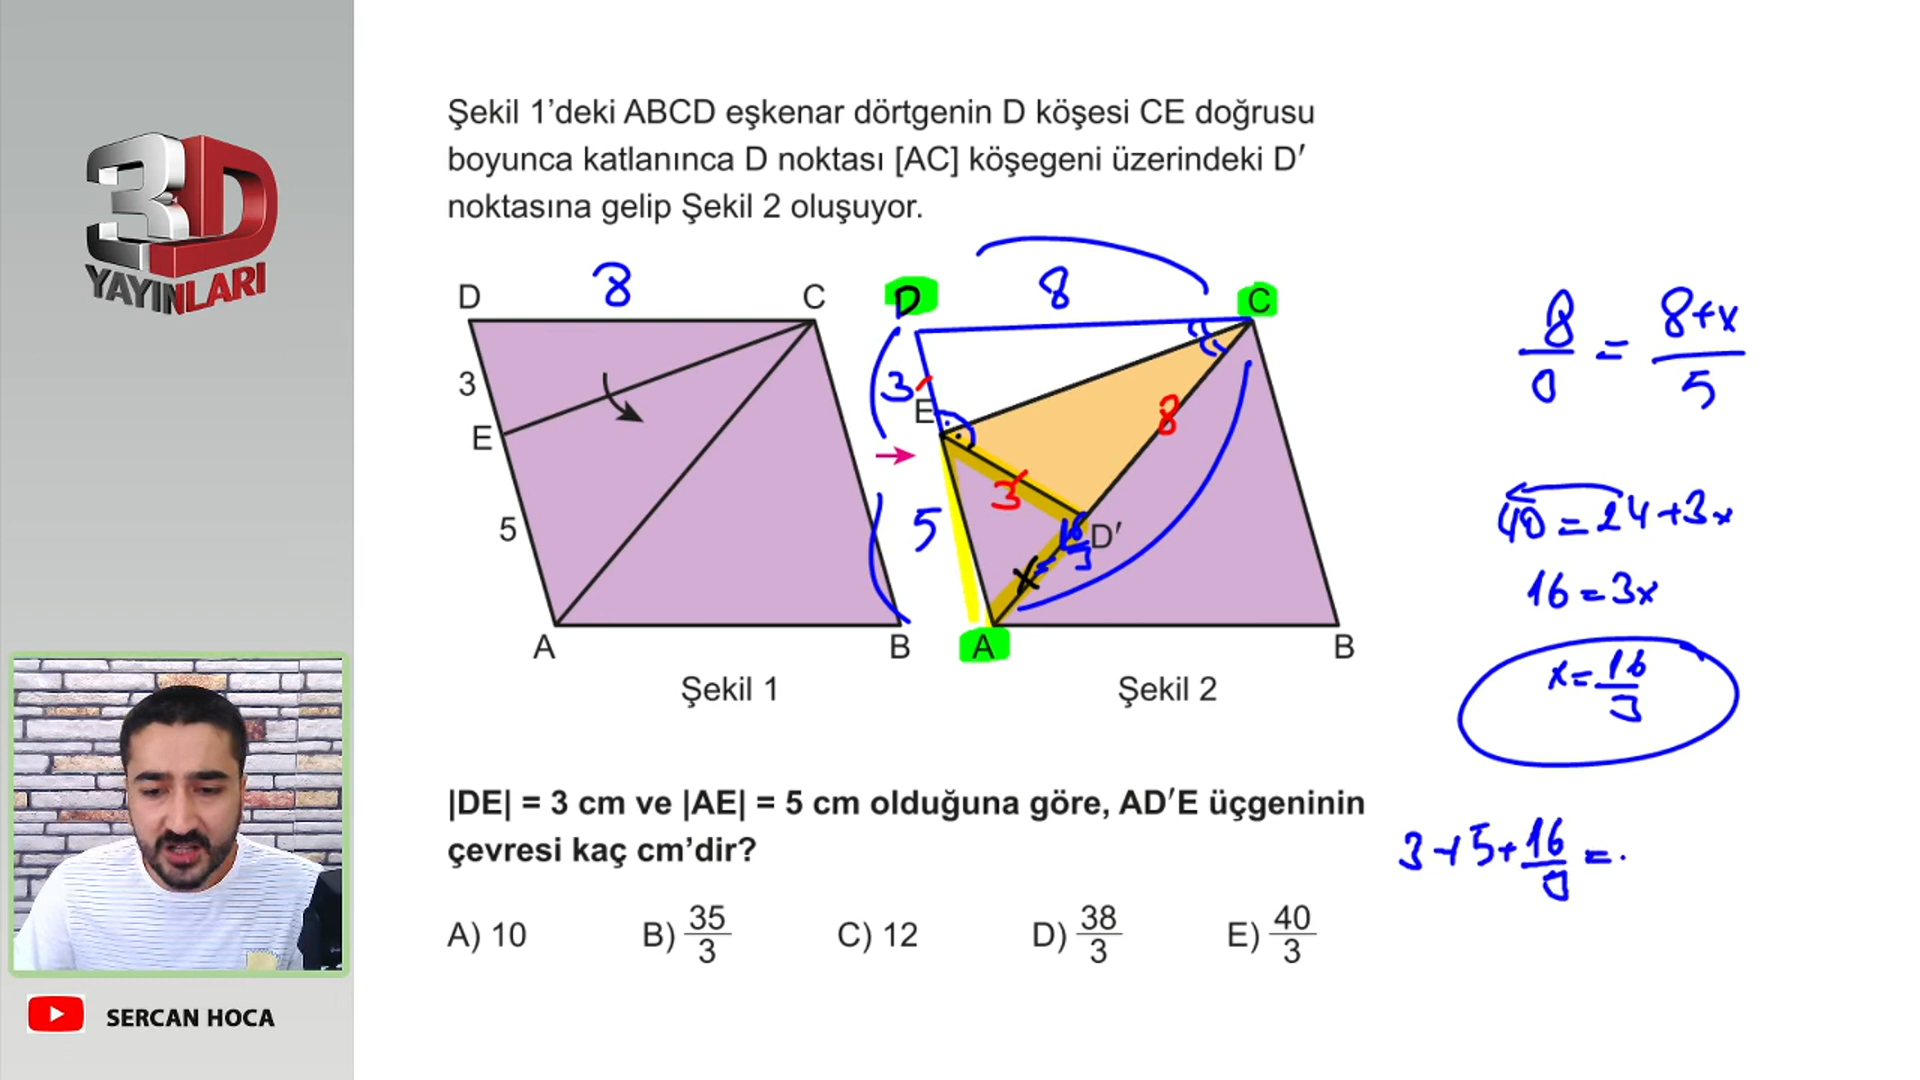 3D
YAYINLARI
Şekil 1’deki ABCD eşkenar dörtgenin D köşesi CE doğrusu
boyunca katlanınca D noktası [AC] köşegeni üzerindeki D′
noktasına gelip Şekil 2 oluşuyor.
D 8 C
3
E
5
A B
Şekil 1
D 8 C
3
E
8
3
5
16/3
D′
x
A B
Şekil 2
8/0 = 8+x/5
40 = 24+3x
16 = 3x
x = 16/3
|DE| = 3 cm ve |AE| = 5 cm olduğuna göre, AD′E üçgeninin
çevresi kaç cm’dir?
3+5+16/3 = .
A) 10 B) 35/3 C) 12 D) 38/3 E) 40/3
SERCAN HOCA